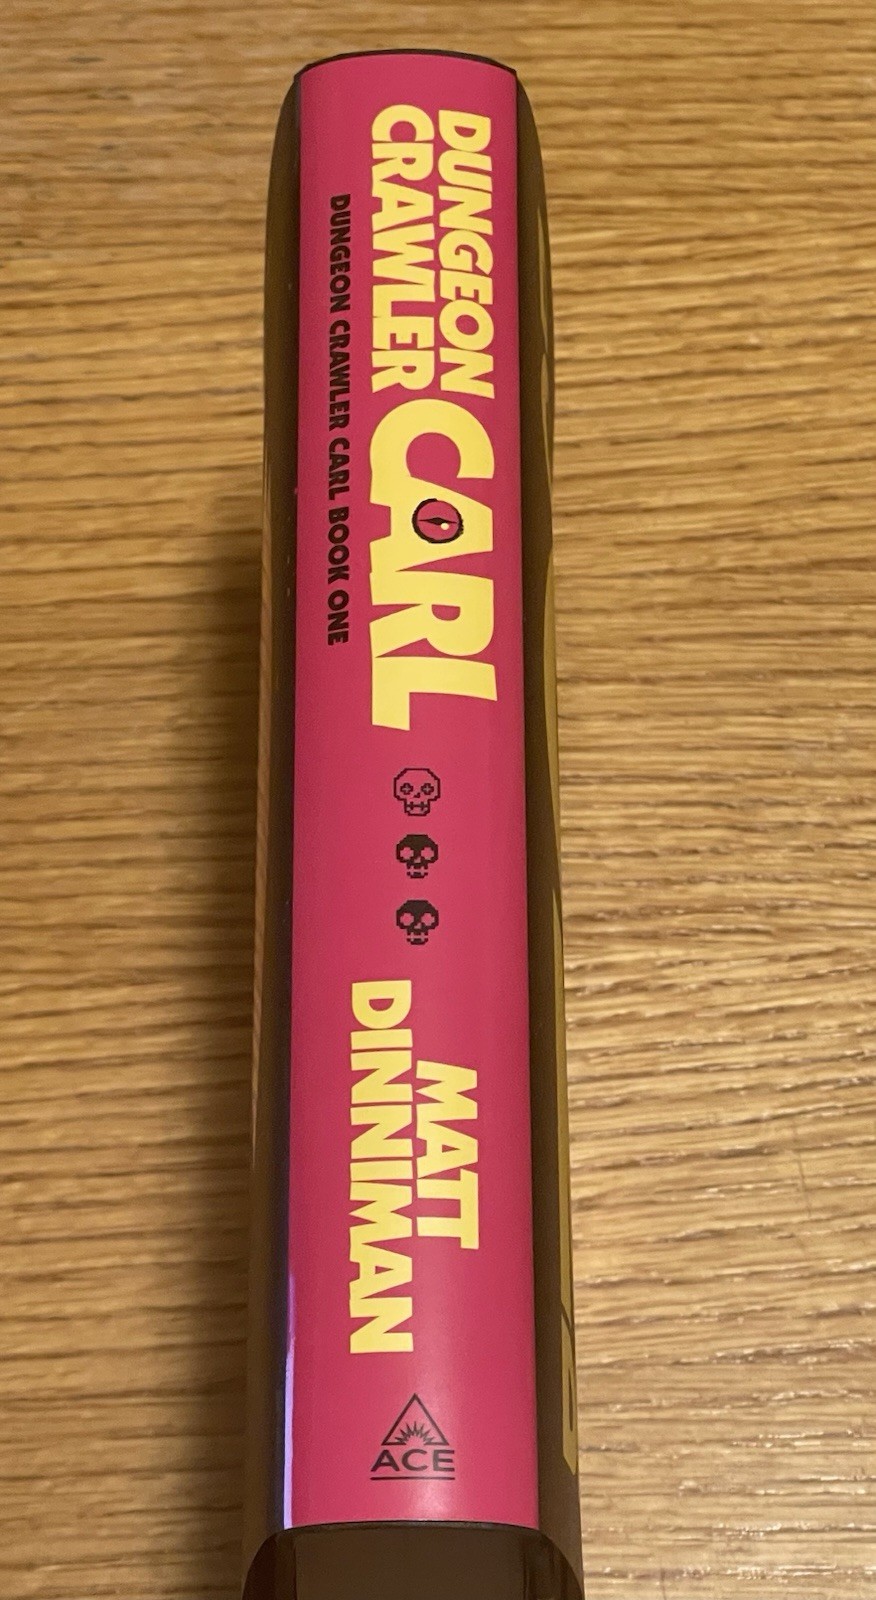 DUNGEON
CRAWLER
CARL
DUNGEON CRAWLER CARL BOOK ONE
MATT
DINNIMAN
ACE